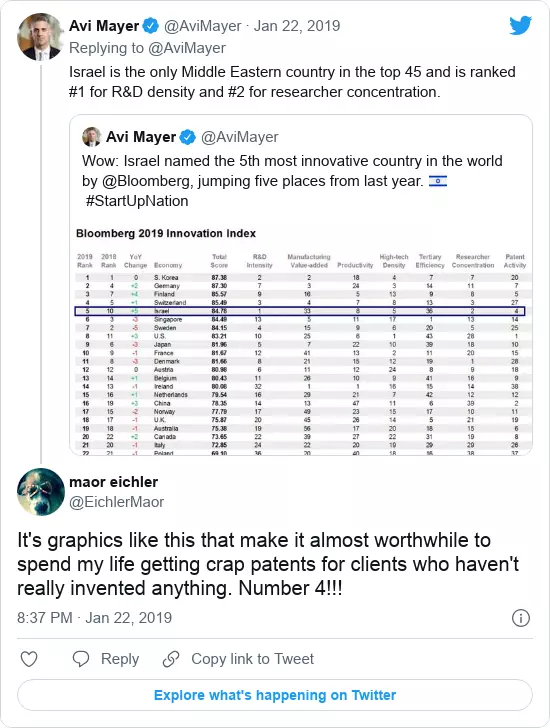 Avi Mayer @AviMayer · Jan 22, 2019
Replying to @AviMayer
Israel is the only Middle Eastern country in the top 45 and is ranked
#1 for R&D density and #2 for researcher concentration.
Avi Mayer @AviMayer
Wow: Israel named the 5th most innovative country in the world
by @Bloomberg, jumping five places from last year. 🇮🇱
#StartUpNation
Bloomberg 2019 Innovation Index
2019 2018 YoY Total R&D Manufacturing High-tech Tertiary Researcher Patent
Rank Rank Change Economy Score Intensity Value-added Productivity Density Efficiency Concentration Activity
1 1 0 S. Korea 87.38 2 2 18 4 7 7 20
2 4 +2 Germany 87.30 7 3 24 3 14 11 7
3 7 +4 Finland 85.57 9 16 5 13 9 8 5
4 5 +1 Switzerland 85.49 3 4 7 8 13 3 27
5 10 +5 Israel 84.78 1 33 8 5 36 2 4
6 3 -3 Singapore 84.49 13 5 11 17 1 13 14
7 2 -5 Sweden 84.15 4 15 9 6 20 5 25
8 11 +3 U.S. 83.21 10 25 6 1 43 28 1
9 6 -3 Japan 81.96 5 7 22 10 39 18 10
10 9 -1 France 81.67 12 41 13 2 11 20 15
11 8 -3 Denmark 81.66 8 21 15 12 19 1 28
12 12 0 Austria 80.98 6 11 12 24 8 9 18
13 14 +1 Belgium 80.43 11 26 10 9 41 16 9
14 13 -1 Ireland 80.08 32 1 1 16 15 14 38
15 16 +1 Netherlands 79.54 16 29 21 7 42 12 12
16 19 +3 China 78.35 14 13 47 11 6 39 2
17 15 -2 Norway 77.79 17 49 23 15 17 10 11
18 17 -1 U.K. 75.87 20 45 26 14 5 21 19
19 18 -1 Australia 75.38 19 56 17 20 18 15 6
20 22 +2 Canada 73.65 22 39 27 22 31 19 8
21 20 -1 Italy 72.85 24 22 20 19 29 29 26
22 21 -1 Poland 69.10 36 20 40 18 16 38 37
maor eichler
@EichlerMaor
It's graphics like this that make it almost worthwhile to
spend my life getting crap patents for clients who haven't
really invented anything. Number 4!!!
8:37 PM · Jan 22, 2019
Reply Copy link to Tweet
Explore what's happening on Twitter